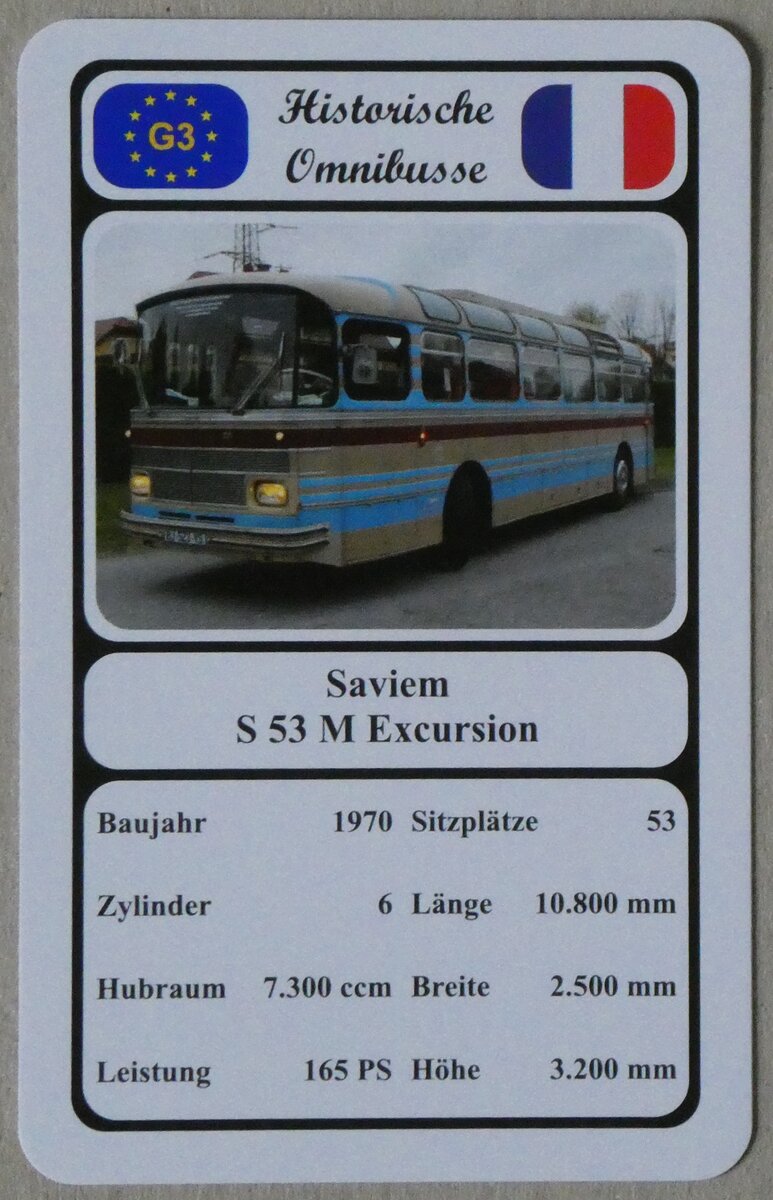 G3
Historische
Omnibusse
Saviem
S 53 M Excursion
Baujahr 1970 Sitzplätze 53
Zylinder 6 Länge 10.800 mm
Hubraum 7.300 ccm Breite 2.500 mm
Leistung 165 PS Höhe 3.200 mm